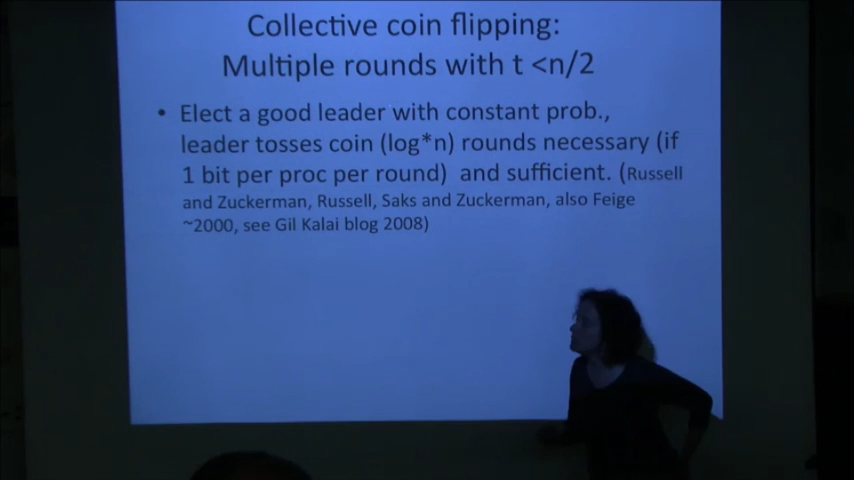 Collective coin flipping:
Multiple rounds with t <n/2
• Elect a good leader with constant prob.,
leader tosses coin (log*n) rounds necessary (if
1 bit per proc per round) and sufficient. (Russell
and Zuckerman, Russell, Saks and Zuckerman, also Feige
~2000, see Gil Kalai blog 2008)